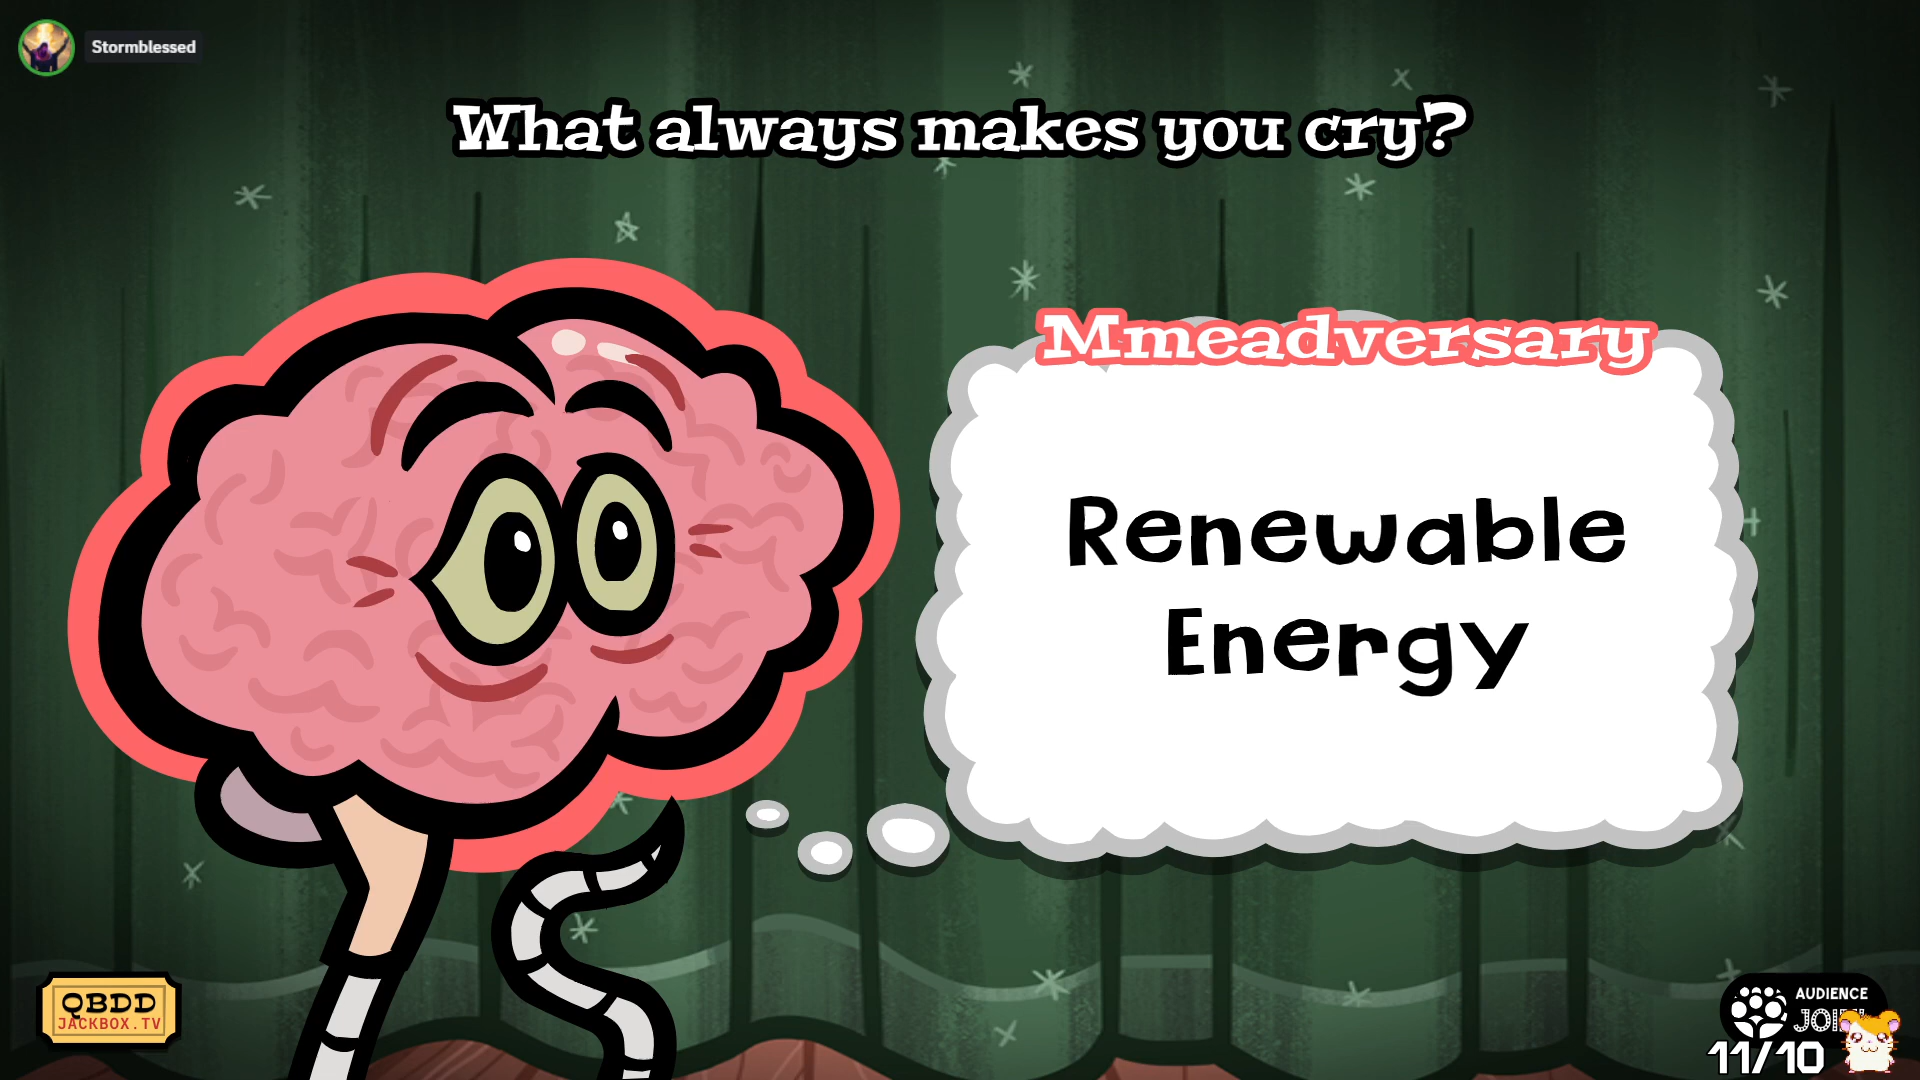 Stormblessed
What always makes you cry?
Mmeadversary
Renewable
Energy
QBDD
JACKBOX.TV
AUDIENCE
11/10